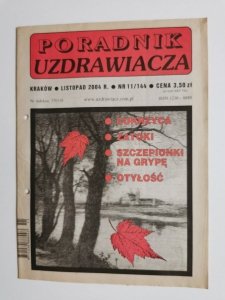 PORADNIK
UZDRAWIACZA
KRAKÓW • LISTOPAD 2004 R. • NR 11/144 • CENA 3,50 zł
www.uzdrawiacz.com.pl
SZCZEPIONKI
NA GRYPĘ
OTYŁOŚĆ